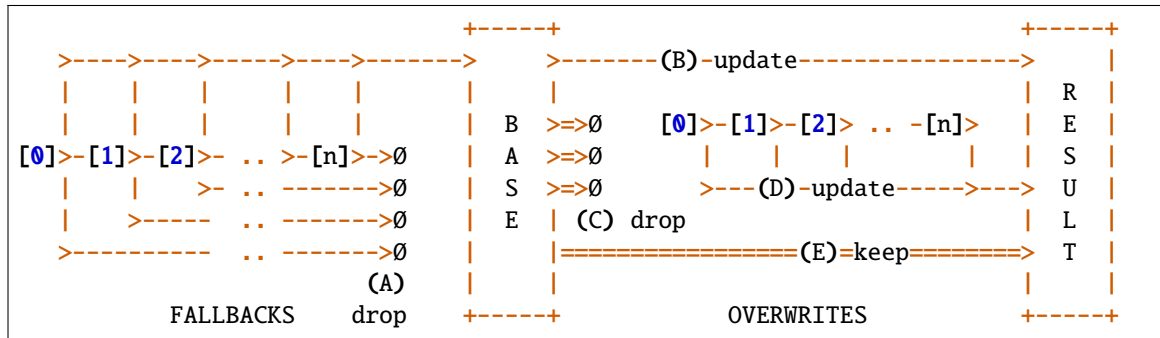 +-----+                                 +-----+
    >---->---->----->---->------->     >-------(B)-update---------------->     |
    |    |    |     |    |       |     |                                 |  R  |
    |    |    |     |    |       |  B  >=>Ø    [0]>-[1]>-[2]> .. -[n]>   |  E  |
 [0]>-[1]>-[2]>- .. >-[n]>->Ø    |  A  >=>Ø       |    |    |        |   |  S  |
    |    |    >- .. ------->Ø    |  S  >=>Ø       >---(D)-update----->--->  U  |
    |    >-----  .. ------->Ø    |  E  | (C) drop                        |  L  |
    >----------  .. ------->Ø    |     |=================(E)=keep========>  T  |
                          (A)    |     |                                 |     |
            FALLBACKS    drop    +-----+            OVERWRITES           +-----+